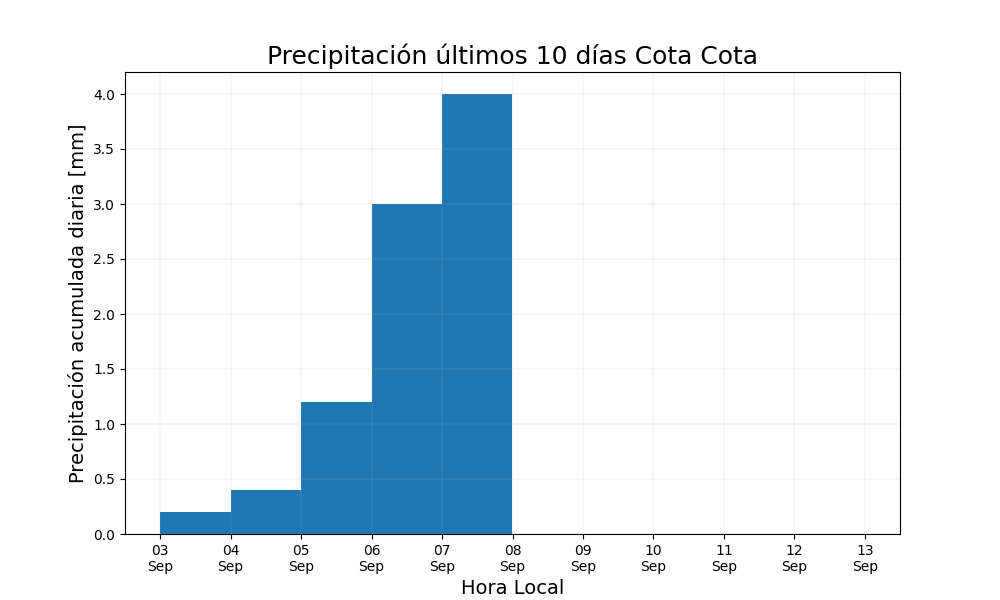 Precipitación últimos 10 días Cota Cota
Precipitación acumulada diaria [mm]
4.0
3.5
3.0
2.5
2.0
1.5
1.0
0.5
0.0
03 04 05 06 07 08 09 10 11 12 13
Sep Sep Sep Sep Sep Sep Sep Sep Sep Sep Sep
Hora Local